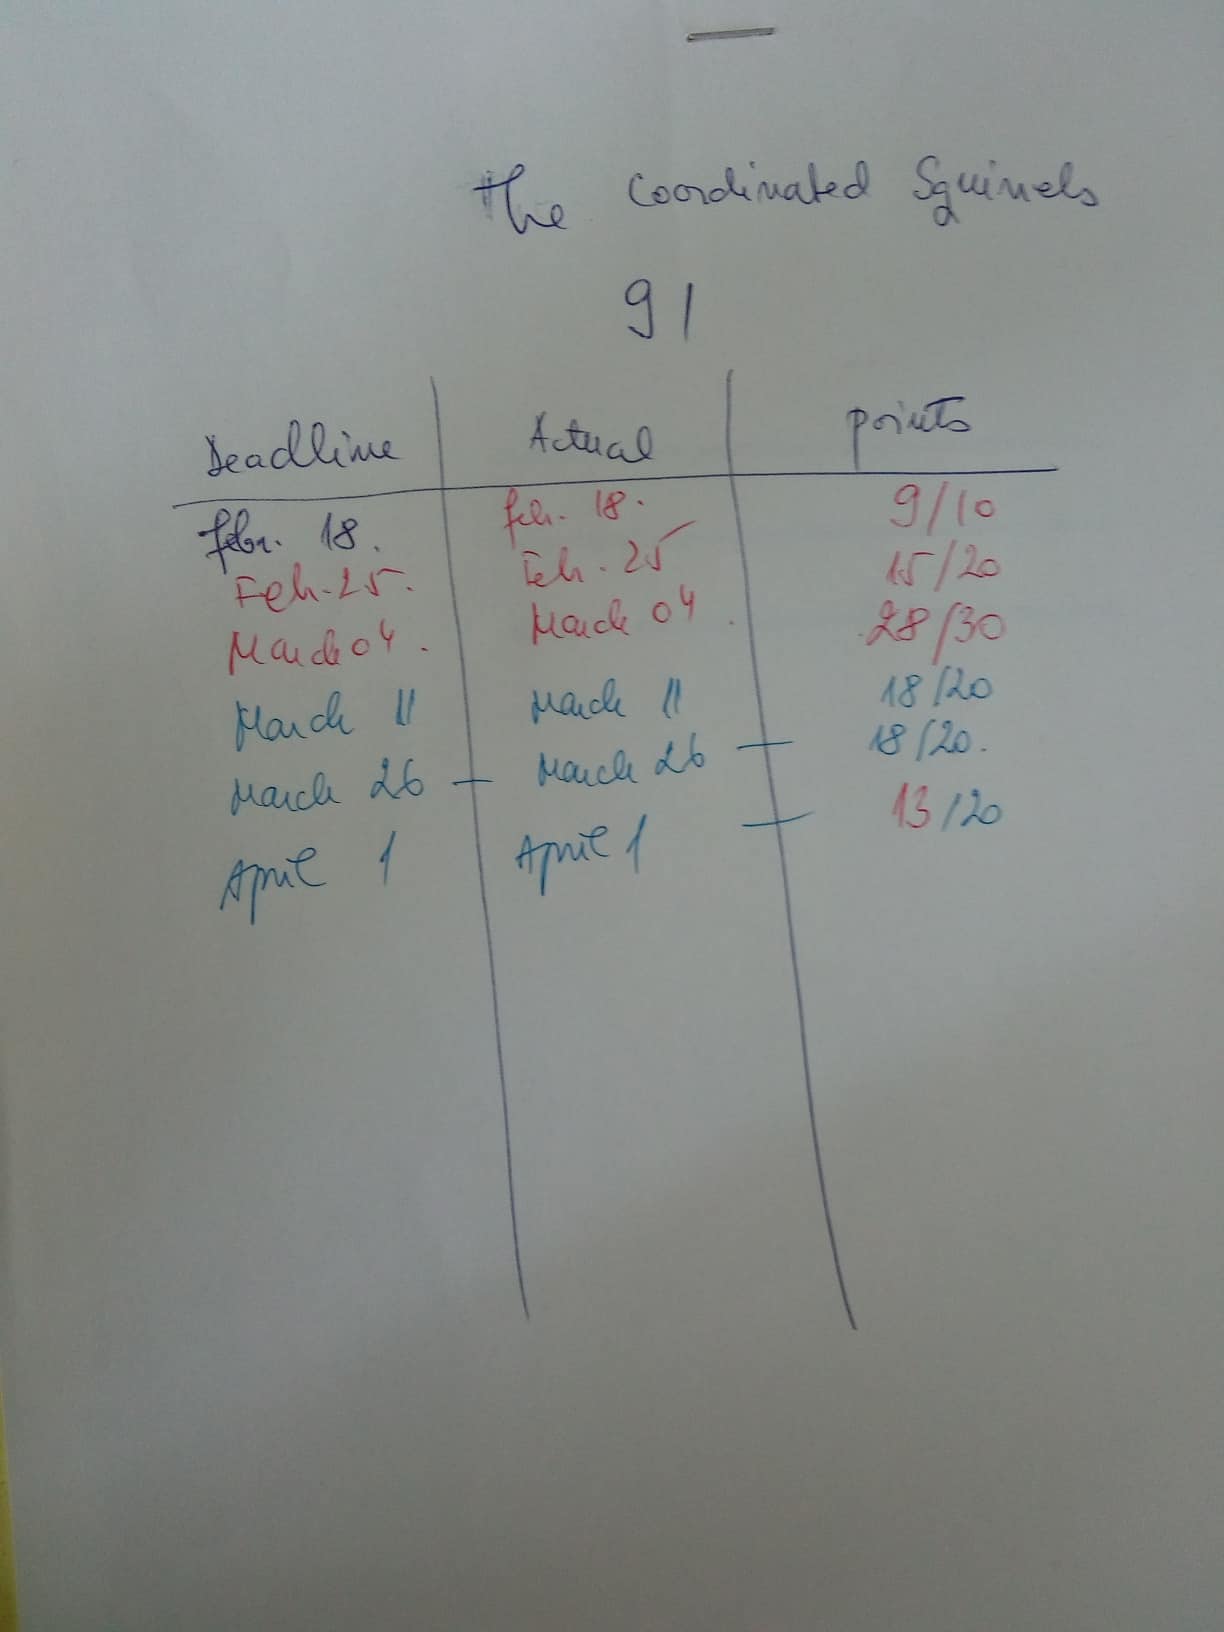 The Coordinated Squirrels
91
Deadline Actual points
Febr. 18. Feb. 18. 9/10
Feb. 25. Feb. 25 15/20
March 04. March 04. 28/30
March 11 March 11 18/20
March 26 - March 26 - 18/20.
April 1 April 1 - 13/20